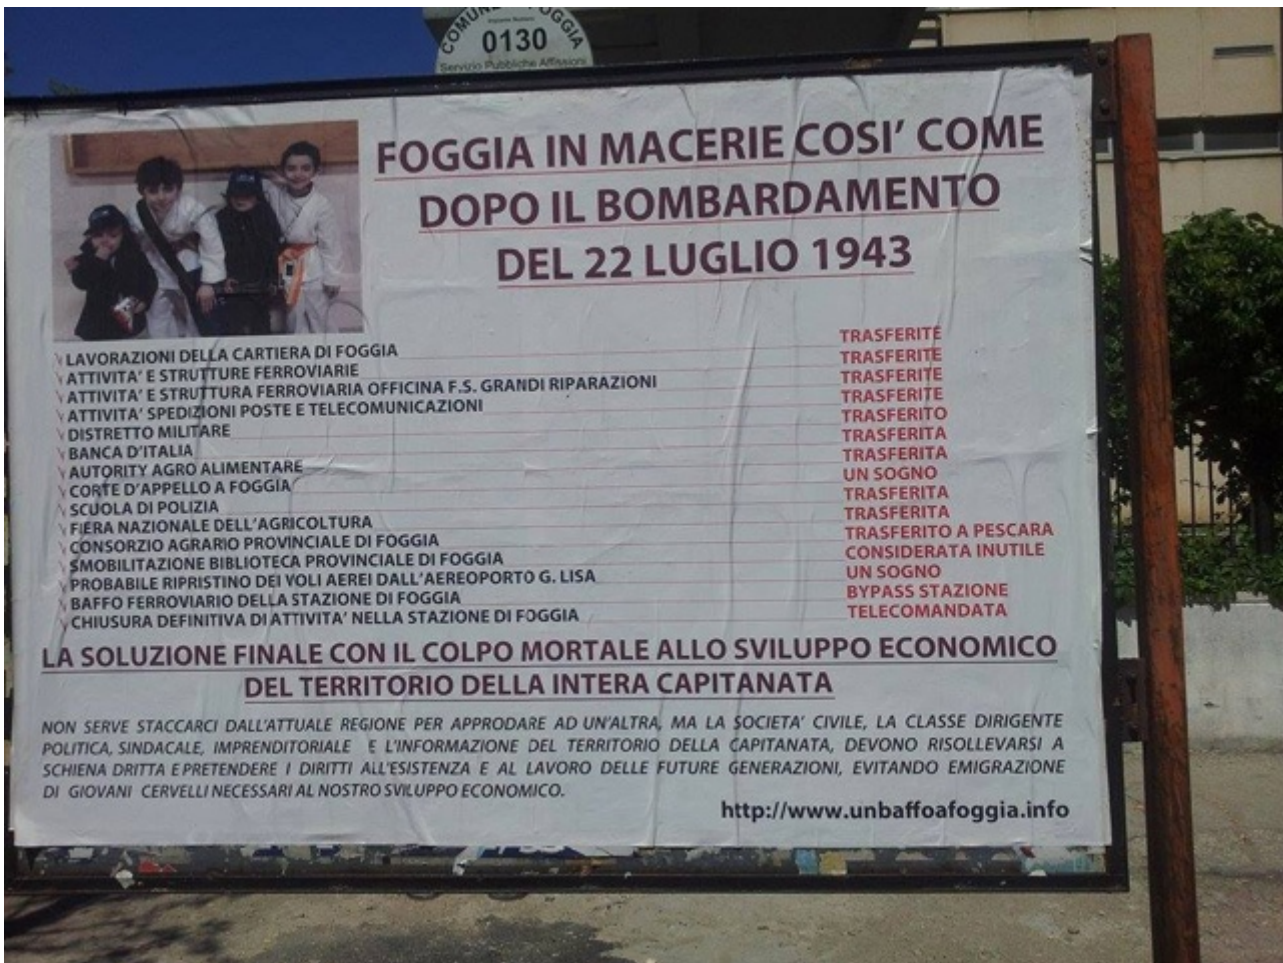 COMUNE DI FOGGIA
Impianto Numero
0130
Servizio Pubbliche Affissioni
FOGGIA IN MACERIE COSI' COME
DOPO IL BOMBARDAMENTO
DEL 22 LUGLIO 1943
LAVORAZIONI DELLA CARTIERA DI FOGGIA TRASFERITE
ATTIVITA' E STRUTTURE FERROVIARIE TRASFERITE
ATTIVITA' E STRUTTURA FERROVIARIA OFFICINA F.S. GRANDI RIPARAZIONI TRASFERITE
ATTIVITA' SPEDIZIONI POSTE E TELECOMUNICAZIONI TRASFERITE
DISTRETTO MILITARE TRASFERITO
BANCA D'ITALIA TRASFERITA
AUTORITY AGRO ALIMENTARE TRASFERITA
CORTE D'APPELLO A FOGGIA UN SOGNO
SCUOLA DI POLIZIA TRASFERITA
FIERA NAZIONALE DELL'AGRICOLTURA TRASFERITA
CONSORZIO AGRARIO PROVINCIALE DI FOGGIA TRASFERITO A PESCARA
SMOBILITAZIONE BIBLIOTECA PROVINCIALE DI FOGGIA CONSIDERATA INUTILE
PROBABILE RIPRISTINO DEI VOLI AEREI DALL'AEREOPORTO G. LISA UN SOGNO
BAFFO FERROVIARIO DELLA STAZIONE DI FOGGIA BYPASS STAZIONE
CHIUSURA DEFINITIVA DI ATTIVITA' NELLA STAZIONE DI FOGGIA TELECOMANDATA
LA SOLUZIONE FINALE CON IL COLPO MORTALE ALLO SVILUPPO ECONOMICO
DEL TERRITORIO DELLA INTERA CAPITANATA
NON SERVE STACCARCI DALL'ATTUALE REGIONE PER APPRODARE AD UN'ALTRA, MA LA SOCIETA' CIVILE, LA CLASSE DIRIGENTE
POLITICA, SINDACALE, IMPRENDITORIALE E L'INFORMAZIONE DEL TERRITORIO DELLA CAPITANATA, DEVONO RISOLLEVARSI A
SCHIENA DRITTA E PRETENDERE I DIRITTI ALL'ESISTENZA E AL LAVORO DELLE FUTURE GENERAZIONI, EVITANDO EMIGRAZIONE
DI GIOVANI CERVELLI NECESSARI AL NOSTRO SVILUPPO ECONOMICO.
http://www.unbaffoafoggia.info